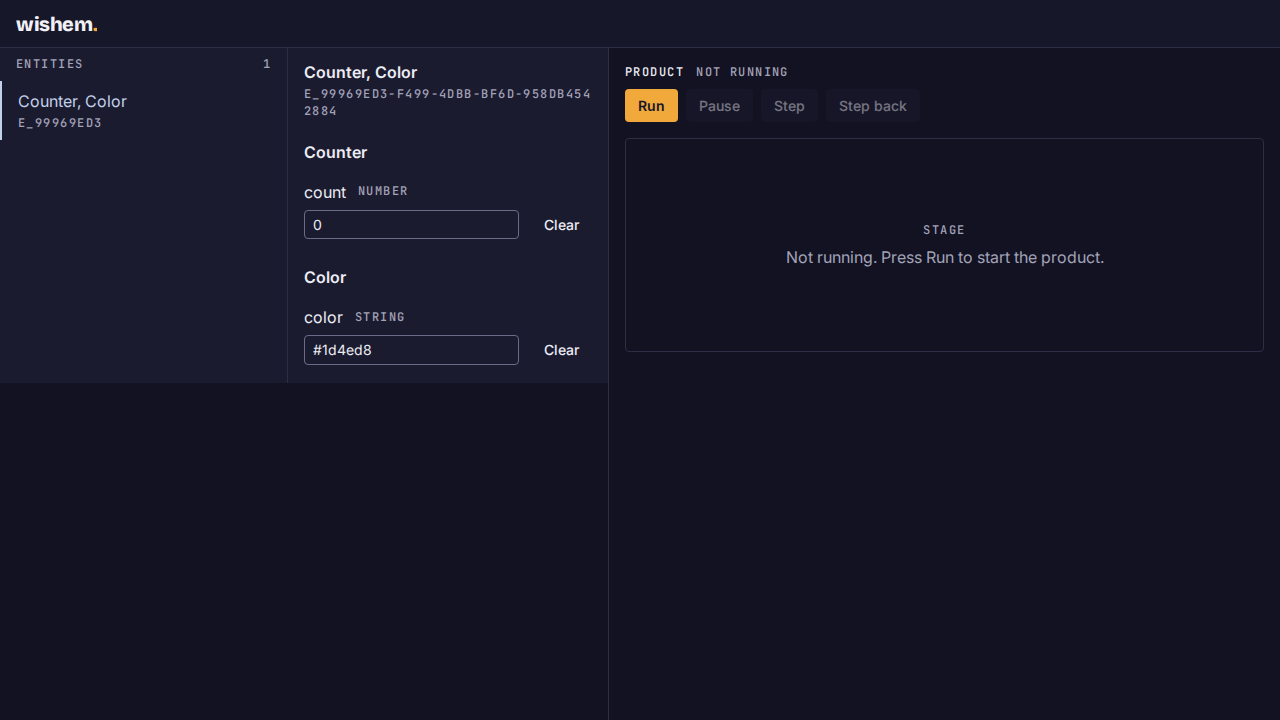 wishem.
ENTITIES 1
Counter, Color
E_99969ED3
Counter, Color
E_99969ED3-F499-4DBB-BF6D-958DB454
2884
Counter
count NUMBER
0 Clear
Color
color STRING
#1d4ed8 Clear
PRODUCT NOT RUNNING
Run Pause Step Step back
STAGE
Not running. Press Run to start the product.